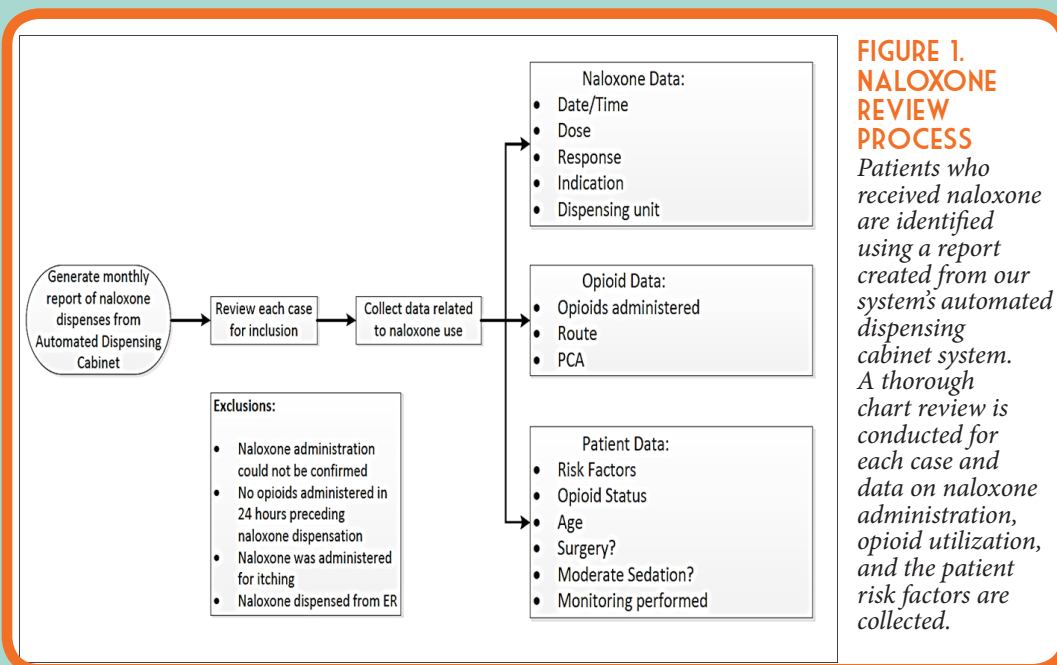 Generate monthly
report of naloxone
dispenses from
Automated Dispensing
Cabinet
Review each case
for inclusion
Collect data related
to naloxone use
Exclusions:
• Naloxone administration
could not be confirmed
• No opioids administered in
24 hours preceding
naloxone dispensation
• Naloxone was administered
for itching
• Naloxone dispensed from ER
Naloxone Data:
• Date/Time
• Dose
• Response
• Indication
• Dispensing unit
Opioid Data:
• Opioids administered
• Route
• PCA
Patient Data:
• Risk Factors
• Opioid Status
• Age
• Surgery?
• Moderate Sedation?
• Monitoring performed
FIGURE 1.
NALOXONE
REVIEW
PROCESS
Patients who
received naloxone
are identified
using a report
created from our
system's automated
dispensing
cabinet system.
A thorough
chart review is
conducted for
each case and
data on naloxone
administration,
opioid utilization,
and the patient
risk factors are
collected.